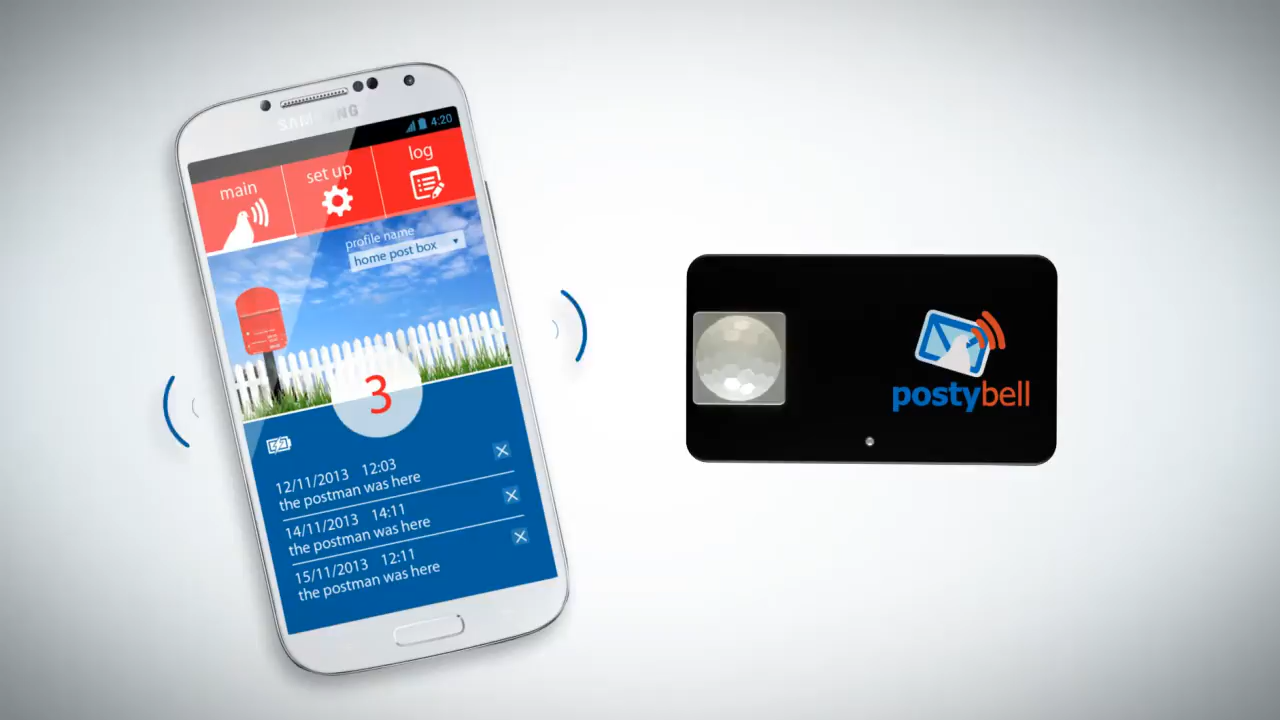 SAMSUNG
4:20
main
set up
log
profile name
home post box
3
12/11/2013 12:03
the postman was here
14/11/2013 14:11
the postman was here
15/11/2013 12:11
the postman was here
postybell